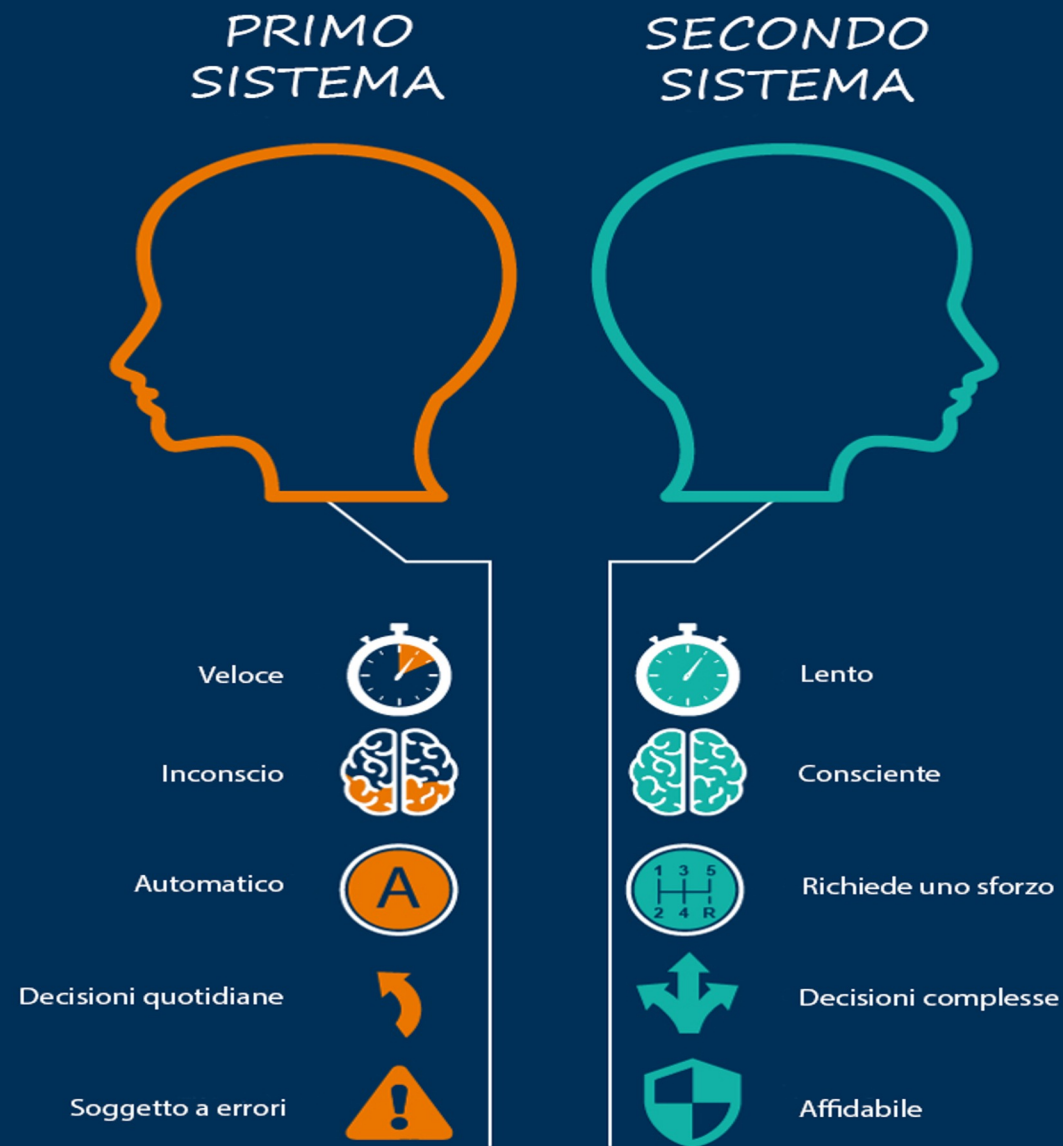 PRIMO
SISTEMA
SECONDO
SISTEMA
Veloce
Lento
Inconscio
Consciente
Automatico
A
1 3 5
2 4 R
Richiede uno sforzo
Decisioni quotidiane
Decisioni complesse
Soggetto a errori
!
Affidabile